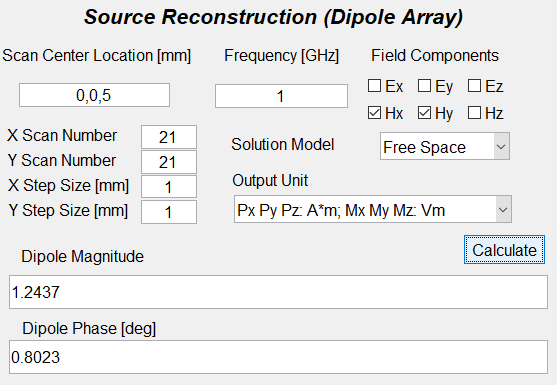 Source Reconstruction (Dipole Array)
Scan Center Location [mm] Frequency [GHz] Field Components
0,0,5 1 Ex Ey Ez
Hx Hy Hz
X Scan Number 21
Y Scan Number 21 Solution Model Free Space
X Step Size [mm] 1 Output Unit
Y Step Size [mm] 1 Px Py Pz: A*m; Mx My Mz: Vm
Calculate
Dipole Magnitude
1.2437
Dipole Phase [deg]
0.8023